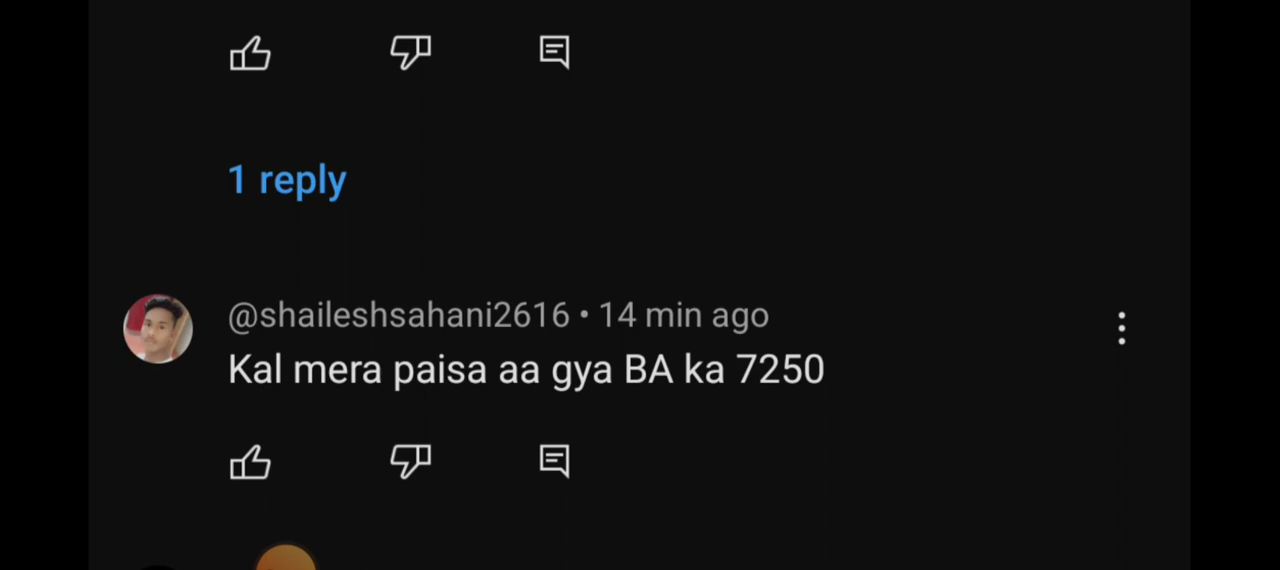 1 reply
@shaileshsahani2616 • 14 min ago
Kal mera paisa aa gya BA ka 7250